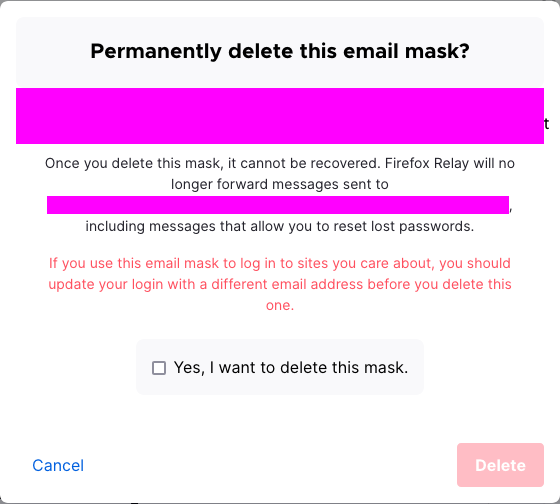 Permanently delete this email mask?
t
Once you delete this mask, it cannot be recovered. Firefox Relay will no
longer forward messages sent to
,
including messages that allow you to reset lost passwords.
If you use this email mask to log in to sites you care about, you should
update your login with a different email address before you delete this
one.
Yes, I want to delete this mask.
Cancel
Delete